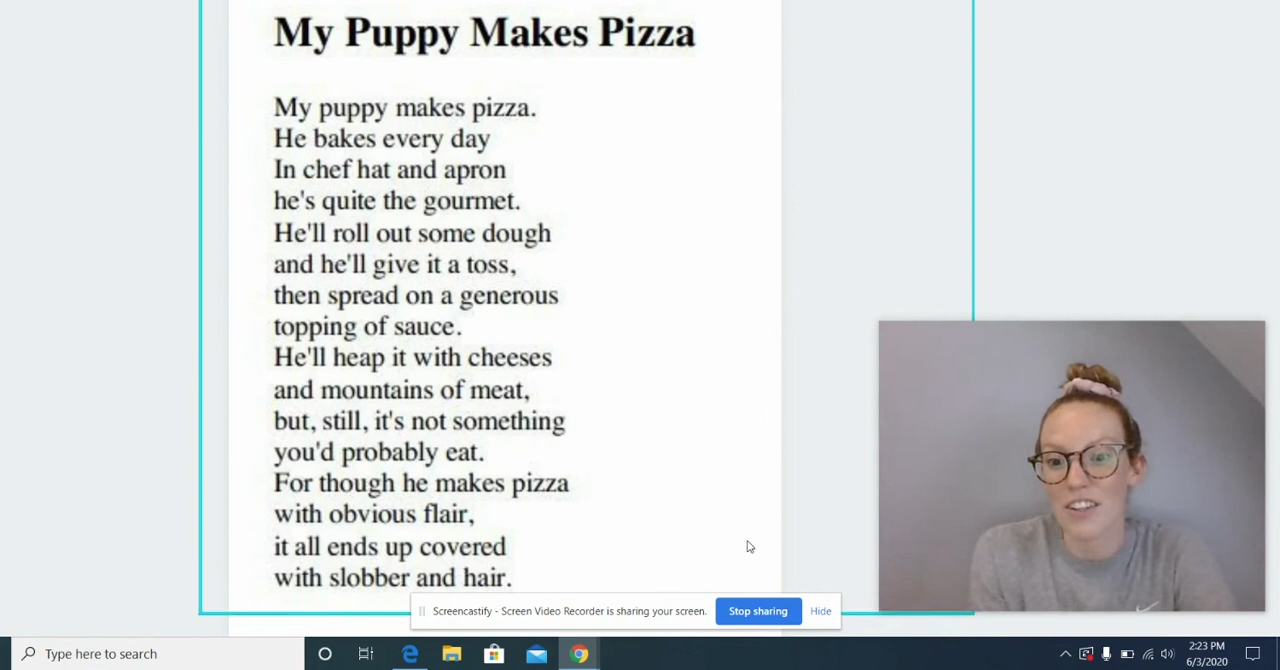 My Puppy Makes Pizza
My puppy makes pizza.
He bakes every day
In chef hat and apron
he's quite the gourmet.
He'll roll out some dough
and he'll give it a toss,
then spread on a generous
topping of sauce.
He'll heap it with cheeses
and mountains of meat,
but, still, it's not something
you'd probably eat.
For though he makes pizza
with obvious flair,
it all ends up covered
with slobber and hair.
Screencastify - Screen Video Recorder is sharing your screen.
Stop sharing
Hide
Type here to search
2:23 PM
6/3/2020